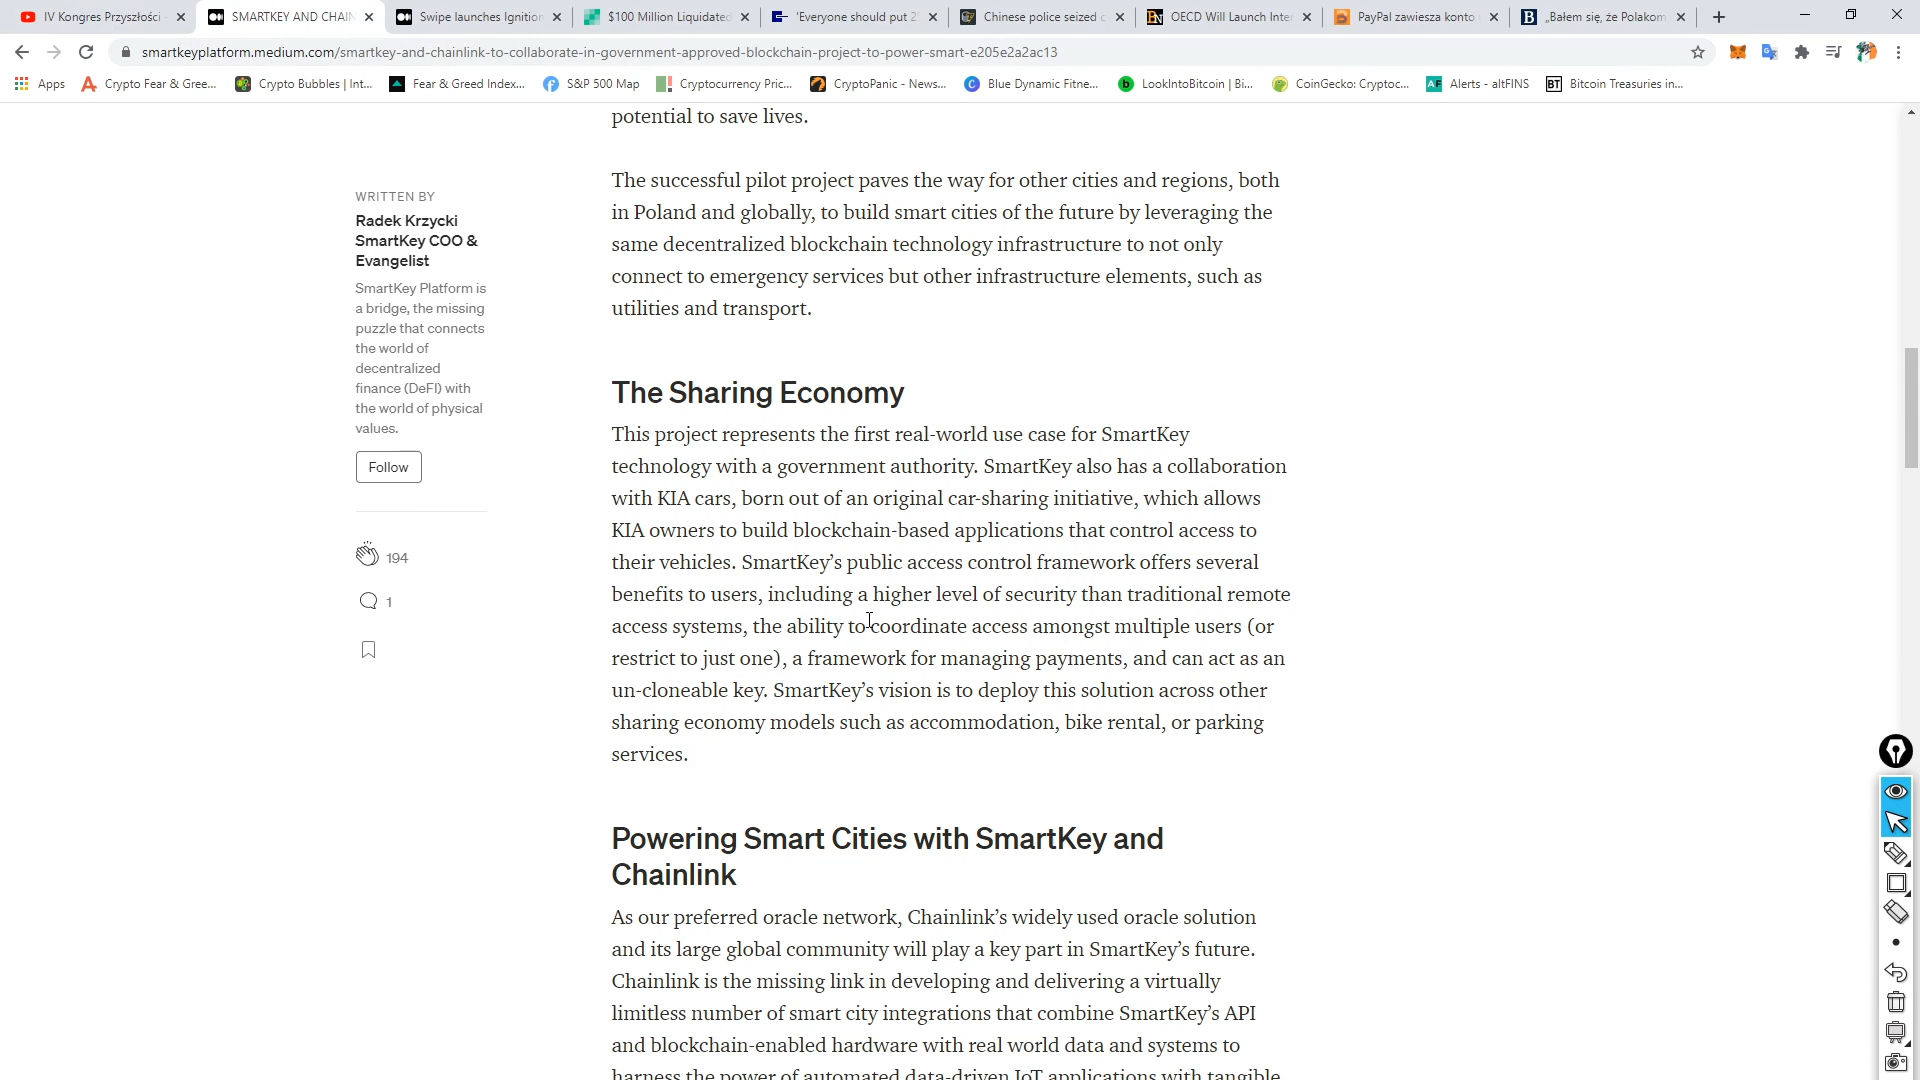 IV Kongres Przyszłości
SMARTKEY AND CHAIN
Swipe launches Ignition
$100 Million Liquidated
'Everyone should put 2
Chinese police seized c
OECD Will Launch Inter
PayPal zawiesza konto
„Bałem się, że Polakom
smartkeyplatform.medium.com/smartkey-and-chainlink-to-collaborate-in-government-approved-blockchain-project-to-power-smart-e205e2a2ac13
Apps
Crypto Fear & Gree...
Crypto Bubbles | Int...
Fear & Greed Index...
S&P 500 Map
Cryptocurrency Pric...
CryptoPanic - News...
Blue Dynamic Fitne...
LookIntoBitcoin | Bi...
CoinGecko: Cryptoc...
Alerts - altFINS
Bitcoin Treasuries in...
WRITTEN BY
Radek Krzycki
SmartKey COO &
Evangelist
SmartKey Platform is
a bridge, the missing
puzzle that connects
the world of
decentralized
finance (DeFI) with
the world of physical
values.
Follow
194
1
potential to save lives.
The successful pilot project paves the way for other cities and regions, both
in Poland and globally, to build smart cities of the future by leveraging the
same decentralized blockchain technology infrastructure to not only
connect to emergency services but other infrastructure elements, such as
utilities and transport.
The Sharing Economy
This project represents the first real-world use case for SmartKey
technology with a government authority. SmartKey also has a collaboration
with KIA cars, born out of an original car-sharing initiative, which allows
KIA owners to build blockchain-based applications that control access to
their vehicles. SmartKey’s public access control framework offers several
benefits to users, including a higher level of security than traditional remote
access systems, the ability to coordinate access amongst multiple users (or
restrict to just one), a framework for managing payments, and can act as an
un-cloneable key. SmartKey’s vision is to deploy this solution across other
sharing economy models such as accommodation, bike rental, or parking
services.
Powering Smart Cities with SmartKey and
Chainlink
As our preferred oracle network, Chainlink’s widely used oracle solution
and its large global community will play a key part in SmartKey’s future.
Chainlink is the missing link in developing and delivering a virtually
limitless number of smart city integrations that combine SmartKey’s API
and blockchain-enabled hardware with real world data and systems to
harness the power of automated data-driven IoT applications with tangible